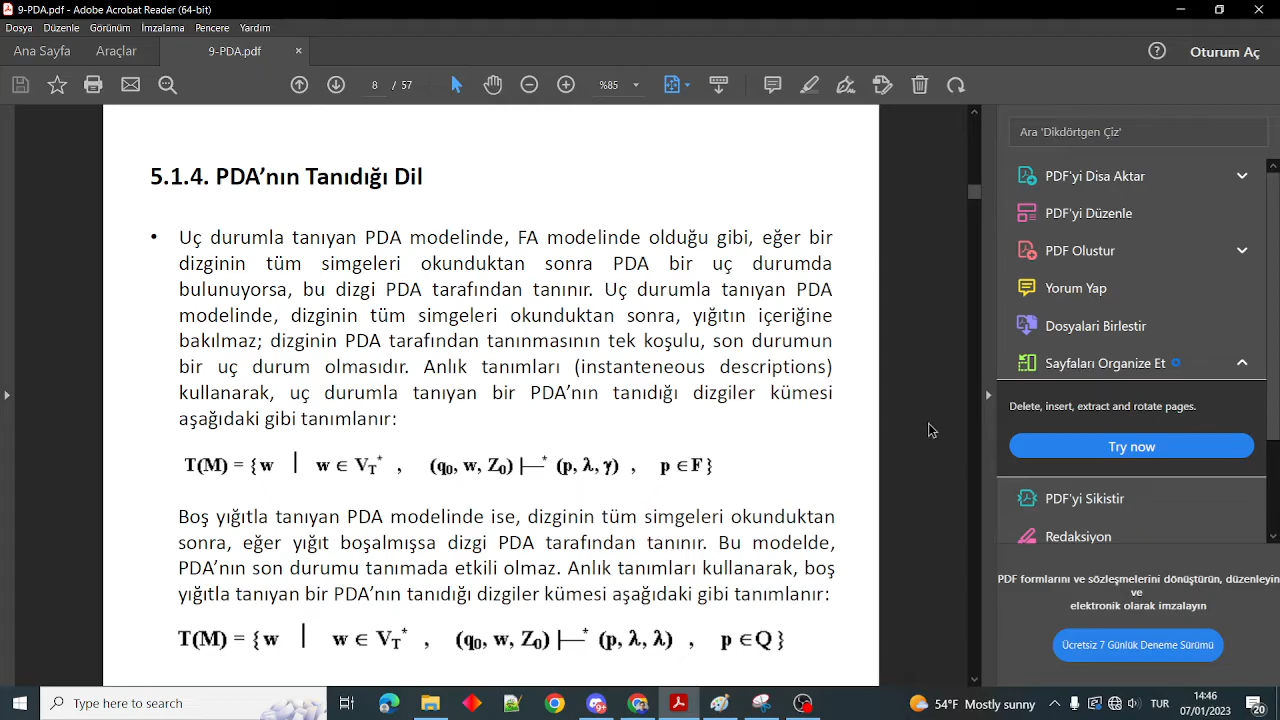 9-PDA.pdf - Adobe Acrobat Reader (64-bit)
Dosya Düzenle Görünüm İmzalama Pencere Yardım
Ana Sayfa Araçlar 9-PDA.pdf × Oturum Aç
8 / 57 %85
Ara 'Dikdörtgen Çiz'
5.1.4. PDA’nın Tanıdığı Dil
• Uç durumla tanıyan PDA modelinde, FA modelinde olduğu gibi, eğer bir
dizginin tüm simgeleri okunduktan sonra PDA bir uç durumda
bulunuyorsa, bu dizgi PDA tarafından tanınır. Uç durumla tanıyan PDA
modelinde, dizginin tüm simgeleri okunduktan sonra, yığıtın içeriğine
bakılmaz; dizginin PDA tarafından tanınmasının tek koşulu, son durumun
bir uç durum olmasıdır. Anlık tanımları (instanteneous descriptions)
kullanarak, uç durumla tanıyan bir PDA’nın tanıdığı dizgiler kümesi
aşağıdaki gibi tanımlanır:
T(M) = {w | w ∈ V_T* , (q₀, w, Z₀) ⊢* (p, λ, γ) , p ∈ F}
Boş yığıtla tanıyan PDA modelinde ise, dizginin tüm simgeleri okunduktan
sonra, eğer yığıt boşalmışsa dizgi PDA tarafından tanınır. Bu modelde,
PDA’nın son durumu tanımada etkili olmaz. Anlık tanımları kullanarak, boş
yığıtla tanıyan bir PDA’nın tanıdığı dizgiler kümesi aşağıdaki gibi tanımlanır:
T(M) = {w | w ∈ V_T* , (q₀, w, Z₀) ⊢* (p, λ, λ) , p ∈ Q}
PDF'yi Disa Aktar
PDF'yi Düzenle
PDF Olustur
Yorum Yap
Dosyalari Birlestir
Sayfaları Organize Et
Delete, insert, extract and rotate pages.
Try now
PDF'yi Sikistir
Redaksiyon
PDF formlarını ve sözleşmelerini dönüştürün, düzenleyin
ve
elektronik olarak imzalayın
Ücretsiz 7 Günlük Deneme Sürümü
Type here to search
54°F Mostly sunny
TUR
14:46
07/01/2023
20